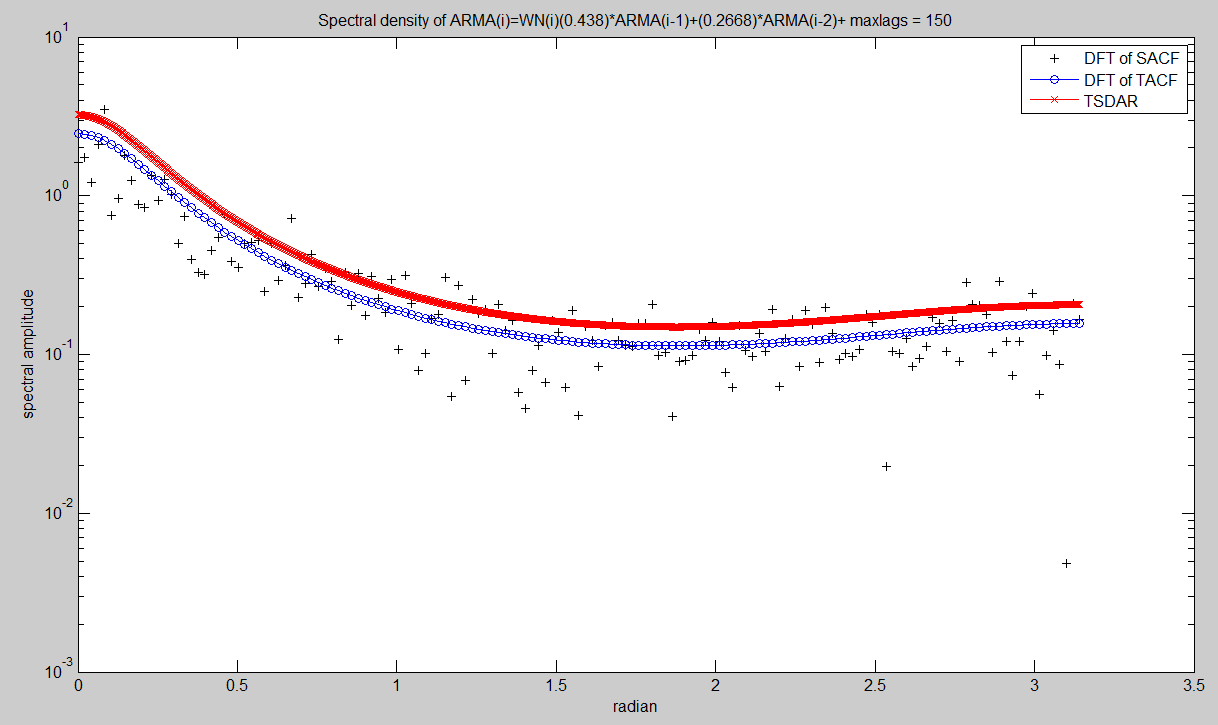 Spectral density of ARMA(i)=WN(i)(0.438)*ARMA(i-1)+(0.2668)*ARMA(i-2)+ maxlags = 150
DFT of SACF
DFT of TACF
TSDAR
spectral amplitude
10^1
10^0
10^-1
10^-2
10^-3
0 0.5 1 1.5 2 2.5 3 3.5
radian